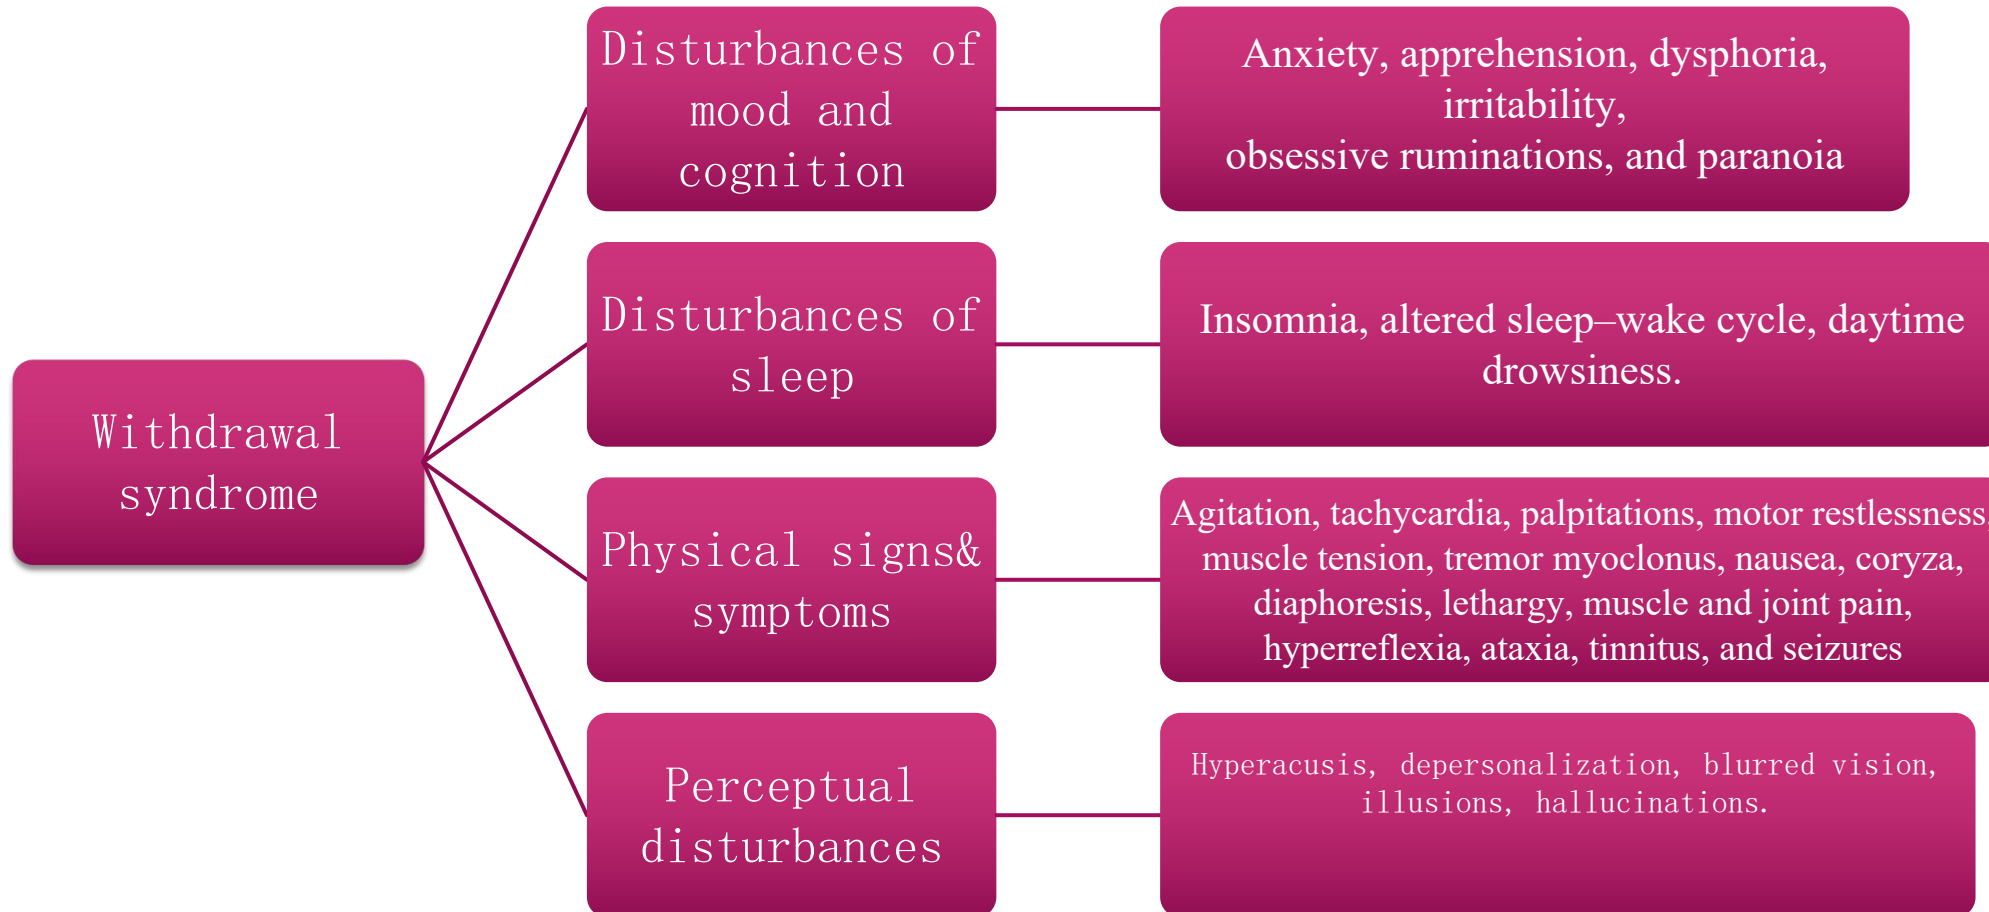 Disturbances of
mood and
cognition
Anxiety, apprehension, dysphoria,
irritability,
obsessive ruminations, and paranoia
Disturbances of
sleep
Insomnia, altered sleep–wake cycle, daytime
drowsiness.
Withdrawal
syndrome
Physical signs&
symptoms
Agitation, tachycardia, palpitations, motor restlessness,
muscle tension, tremor myoclonus, nausea, coryza,
diaphoresis, lethargy, muscle and joint pain,
hyperreflexia, ataxia, tinnitus, and seizures
Perceptual
disturbances
Hyperacusis, depersonalization, blurred vision,
illusions, hallucinations.